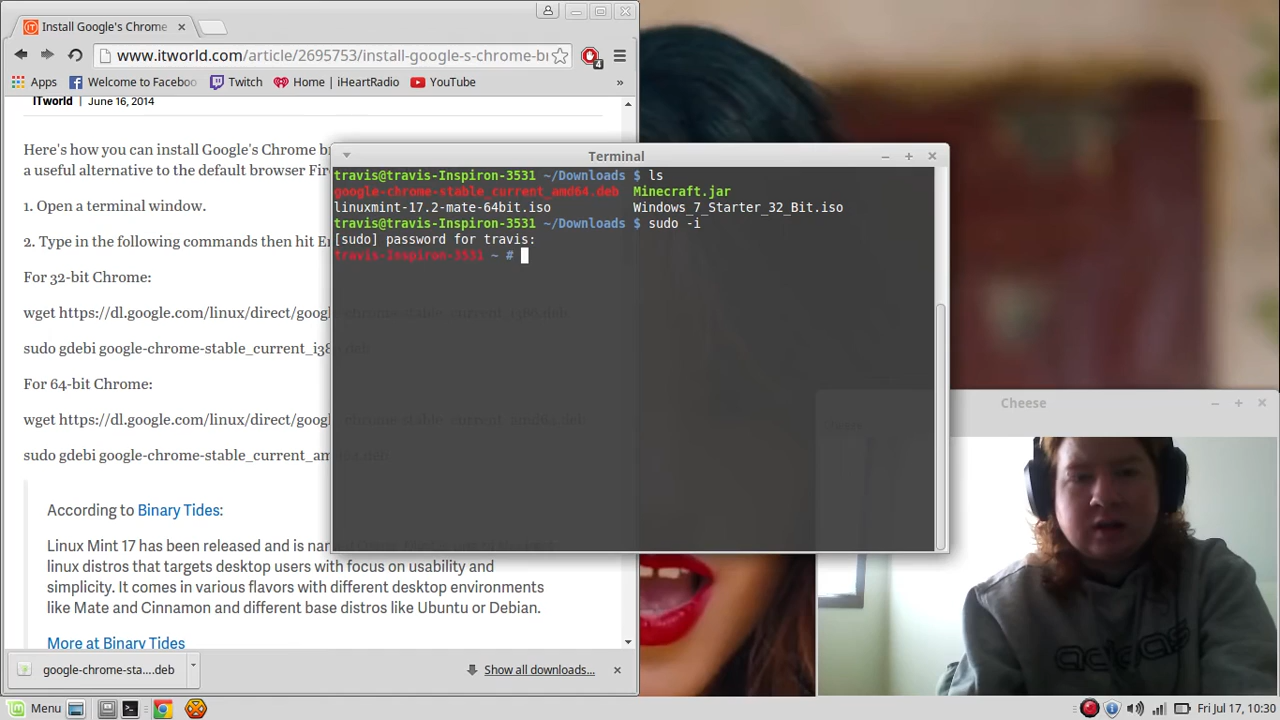 Install Google's Chrome
www.itworld.com/article/2695753/install-google-s-chrome-br
4
Apps
Welcome to Faceboo
Twitch
Home | iHeartRadio
YouTube
»
ITworld | June 16, 2014
Here's how you can install Google's Chrome b
a useful alternative to the default browser Fir
1. Open a terminal window.
2. Type in the following commands then hit En
For 32-bit Chrome:
wget https://dl.google.com/linux/direct/goog
sudo gdebi google-chrome-stable_current_i38
For 64-bit Chrome:
wget https://dl.google.com/linux/direct/goog
sudo gdebi google-chrome-stable_current_am
According to Binary Tides:
Linux Mint 17 has been released and is na
linux distros that targets desktop users with focus on usability and
simplicity. It comes in various flavors with different desktop environments
like Mate and Cinnamon and different base distros like Ubuntu or Debian.
More at Binary Tides
google-chrome-sta....deb
Show all downloads...
Terminal
travis@travis-Inspiron-3531 ~/Downloads $ ls
google-chrome-stable_current_amd64.deb Minecraft.jar
linuxmint-17.2-mate-64bit.iso Windows_7_Starter_32_Bit.iso
travis@travis-Inspiron-3531 ~/Downloads $ sudo -i
[sudo] password for travis:
travis-Inspiron-3531 ~ #
Cheese
adidas
Menu
Fri Jul 17, 10:30